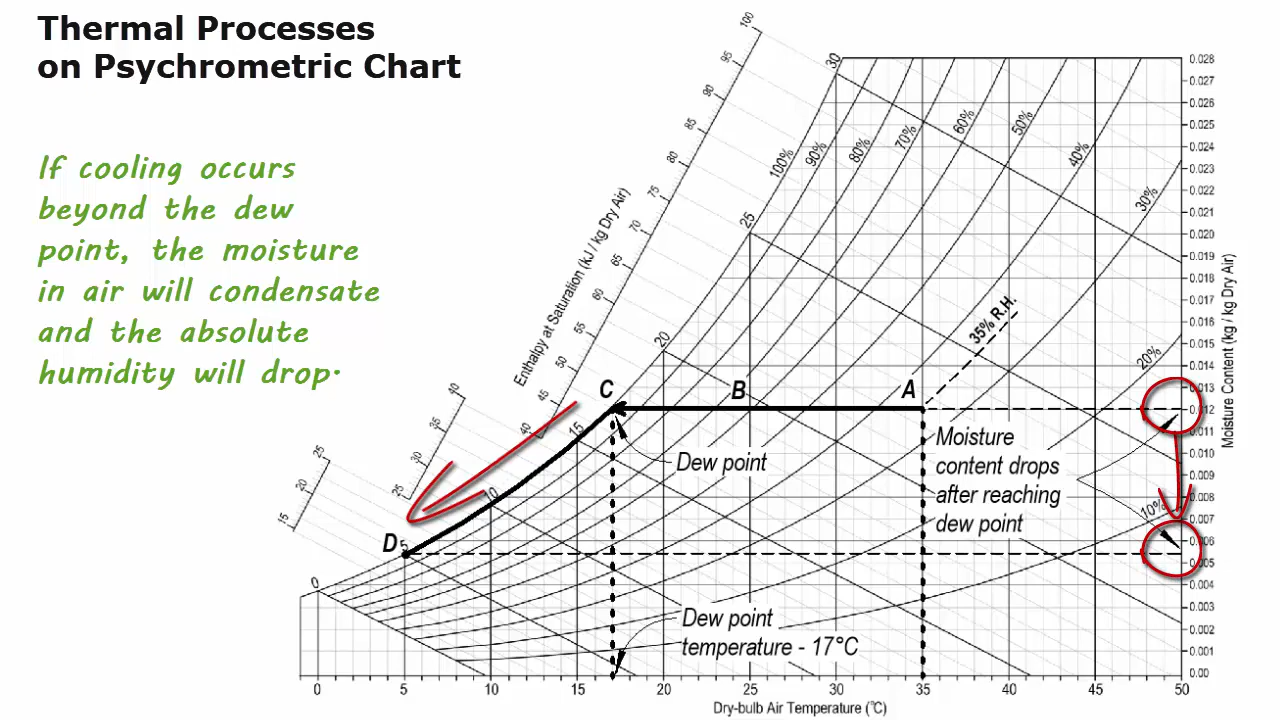 Thermal Processes
on Psychrometric Chart
If cooling occurs
beyond the dew
point, the moisture
in air will condensate
and the absolute
humidity will drop.
Enthalpy at Saturation (kJ / kg Dry Air)
15
20
25
25
30
35
40
40
45
50
55
60
65
70
75
80
85
90
95
100
0
5
10
15
20
25
30
100%
90%
80%
70%
60%
50%
40%
30%
20%
10%
35% R.H.
A
B
C
D
Dew point
Moisture
content drops
after reaching
dew point
Dew point
temperature - 17°C
0.028
0.027
0.026
0.025
0.024
0.023
0.022
0.021
0.020
0.019
0.018
0.017
0.016
0.015
0.014
0.013
0.012
0.011
0.010
0.009
0.008
0.007
0.006
0.005
0.004
0.003
0.002
0.001
0.00
Moisture Content (kg / kg Dry Air)
0 5 10 15 20 25 30 35 40 45 50
Dry-bulb Air Temperature (°C)